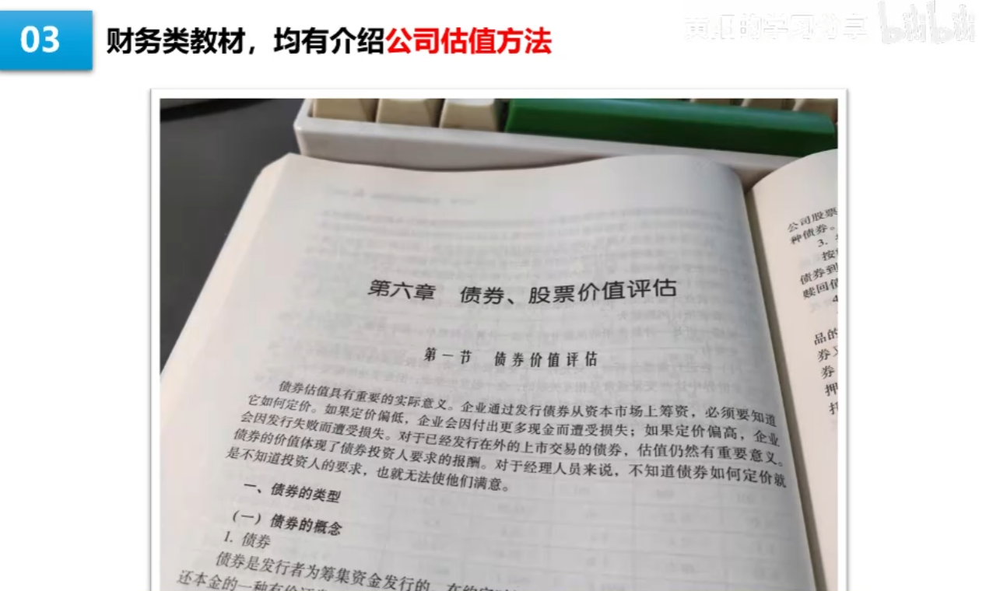 03 财务类教材，均有介绍公司估值方法
bilibili
第六章 债券、股票价值评估
第一节 债券价值评估
债券估值具有重要的实际意义。企业通过发行债券从资本市场上筹资，必须要知道
它如何定价。如果定价偏低，企业会因付出更多现金而遭受损失；如果定价偏高，企业
会因发行失败而遭受损失。对于已经发行在外的上市交易的债券，估值仍然有重要意义。
债券的价值体现了债券投资人要求的报酬。对于经理人员来说，不知道债券如何定价就
是不知道投资人的要求，也就无法使他们满意。
一、债券的类型
（一）债券的概念
1. 债券
债券是发行者为筹集资金发行的、在约定
还本金的一种有价证
公司股票
种债券。
3.
按
债券到
赎回
4
品的
券
券
押